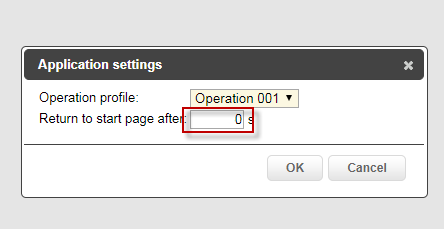 Application settings
Operation profile: Operation 001
Return to start page after: 0 s
OK Cancel